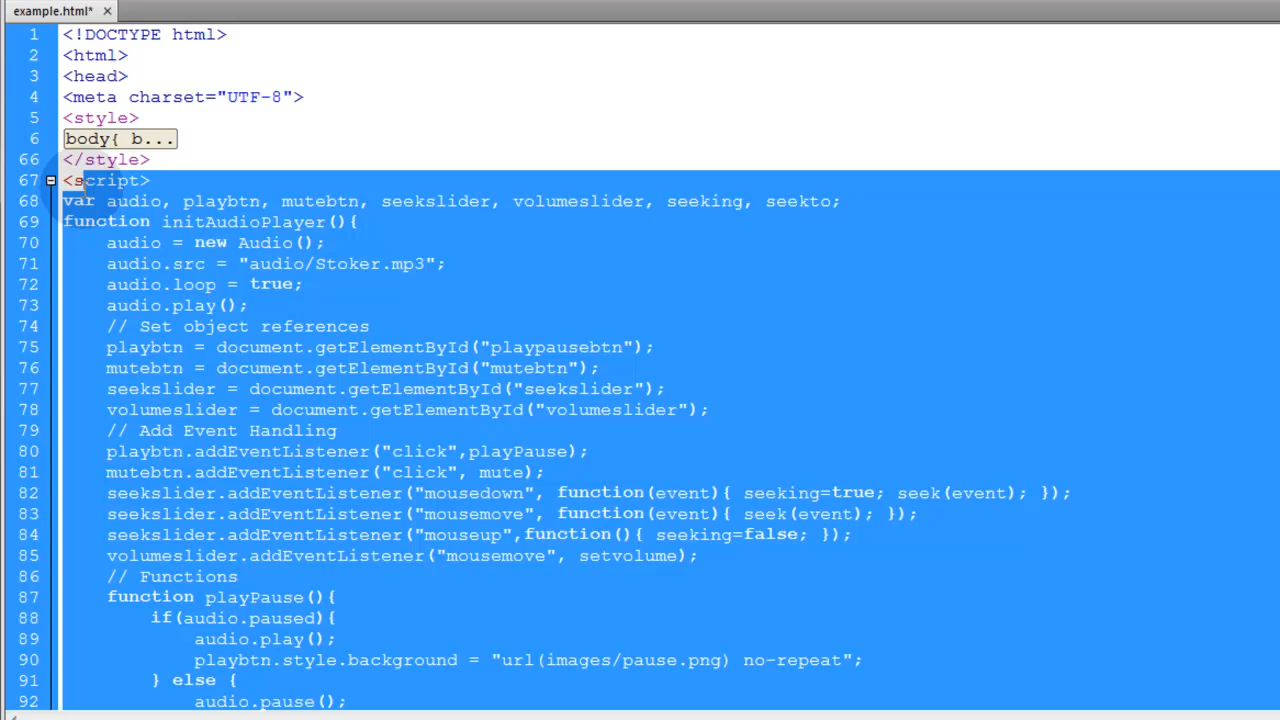 example.html* ×
1 <!DOCTYPE html>
2 <html>
3 <head>
4 <meta charset="UTF-8">
5 <style>
6 body{ b...
66 </style>
67 <script>
68 var audio, playbtn, mutebtn, seekslider, volumeslider, seeking, seekto;
69 function initAudioPlayer(){
70 audio = new Audio();
71 audio.src = "audio/Stoker.mp3";
72 audio.loop = true;
73 audio.play();
74 // Set object references
75 playbtn = document.getElementById("playpausebtn");
76 mutebtn = document.getElementById("mutebtn");
77 seekslider = document.getElementById("seekslider");
78 volumeslider = document.getElementById("volumeslider");
79 // Add Event Handling
80 playbtn.addEventListener("click",playPause);
81 mutebtn.addEventListener("click", mute);
82 seekslider.addEventListener("mousedown", function(event){ seeking=true; seek(event); });
83 seekslider.addEventListener("mousemove", function(event){ seek(event); });
84 seekslider.addEventListener("mouseup",function(){ seeking=false; });
85 volumeslider.addEventListener("mousemove", setvolume);
86 // Functions
87 function playPause(){
88 if(audio.paused){
89 audio.play();
90 playbtn.style.background = "url(images/pause.png) no-repeat";
91 } else {
92 audio.pause();